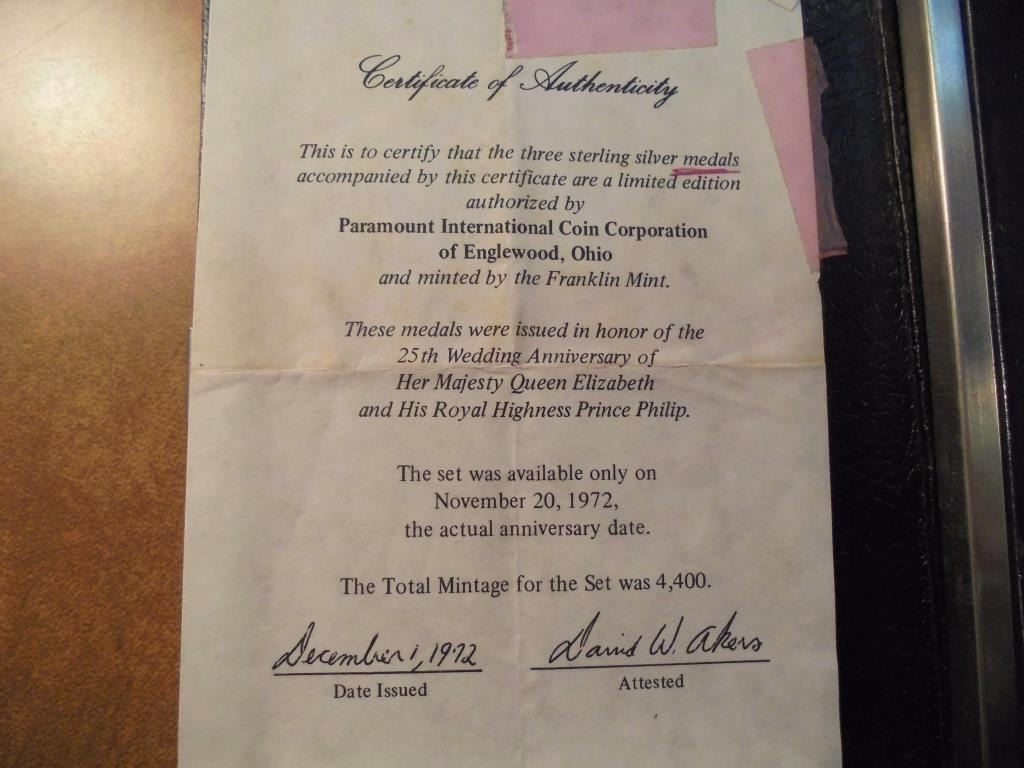 Certificate of Authenticity
This is to certify that the three sterling silver medals
accompanied by this certificate are a limited edition
authorized by
Paramount International Coin Corporation
of Englewood, Ohio
and minted by the Franklin Mint.
These medals were issued in honor of the
25th Wedding Anniversary of
Her Majesty Queen Elizabeth
and His Royal Highness Prince Philip.
The set was available only on
November 20, 1972,
the actual anniversary date.
The Total Mintage for the Set was 4,400.
December 1, 1972 David W. Akers
Date Issued Attested